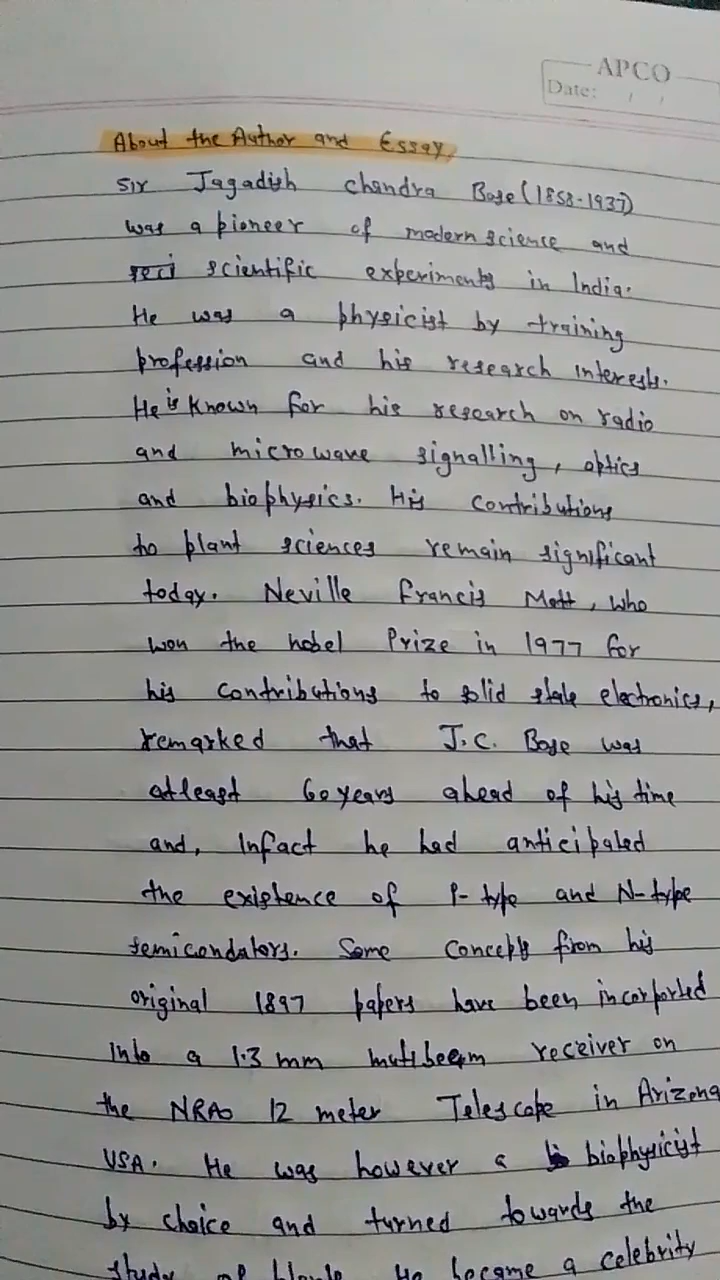 APCO
Date: / /
About the Author and Essay,
Sir Jagadish chandra Bose (1858-1937)
was a pioneer of modern science and
scientific experiments in India.
He was a physicist by training
profession and his research interests.
He is Known for his research on radio
and microwave signalling, optics
and biophysics. His contributions
to plant sciences remain significant
today. Neville Francis Mott, who
won the nobel Prize in 1977 for
his contributions to solid state electronics,
remarked that J.C. Bose was
atleast 60 years ahead of his time
and, Infact he had anticipated
the existence of P-type and N-type
semicondators. Some concepts from his
original 1897 papers have been incorported
Into a 1.3 mm mutibeem receiver on
the NRAO 12 meter Telescope in Arizona
USA. He was however a biophysicist
by choice and turned towards the
study of plants. He became a celebrity